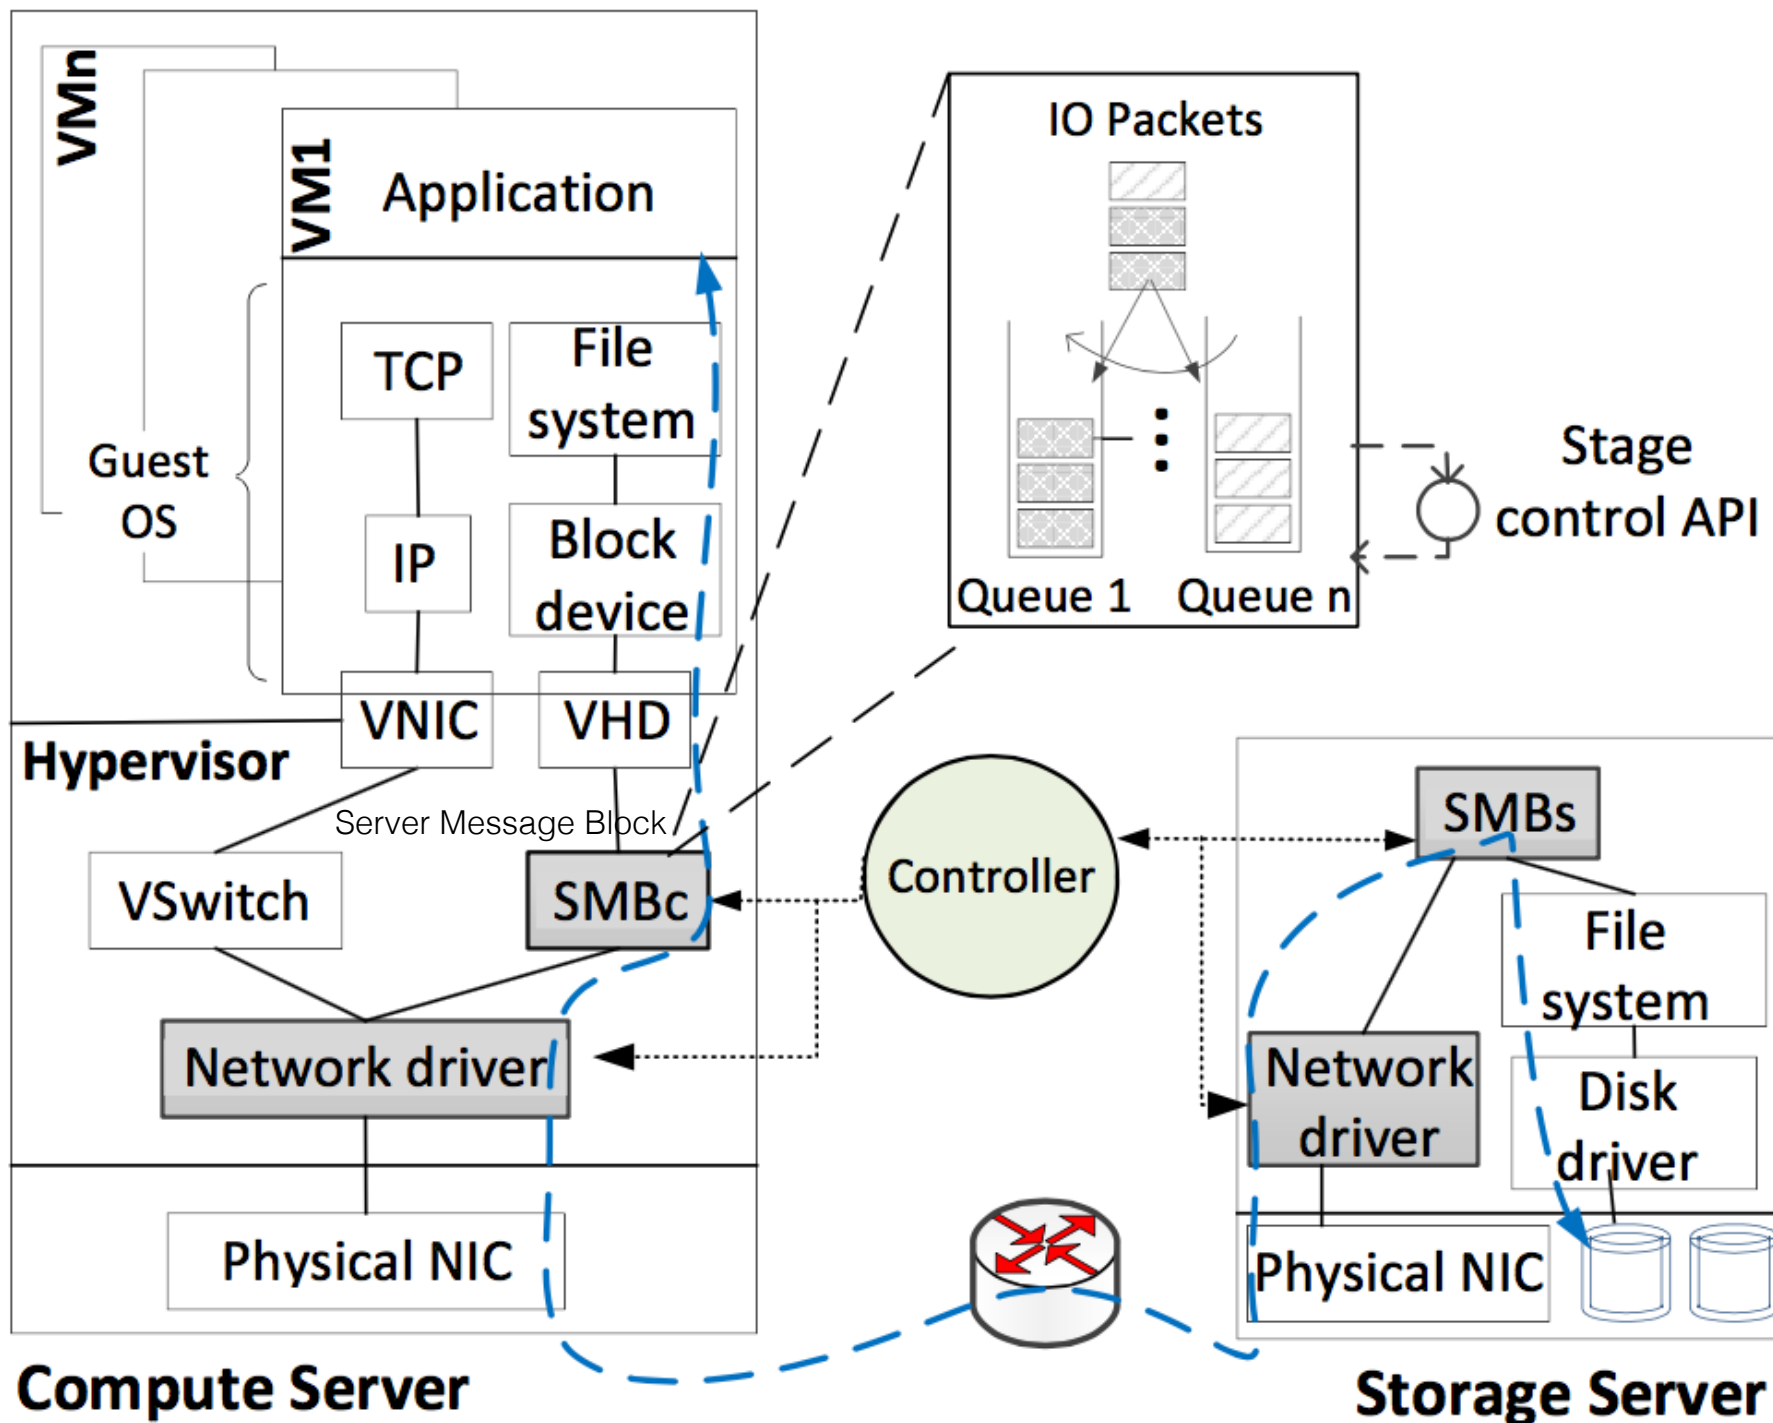 VMn
VM1
Application
Guest
OS
TCP
IP
VNIC
File
system
Block
device
VHD
Hypervisor
Server Message Block
VSwitch
SMBc
Network driver
Physical NIC
Compute Server
IO Packets
Queue 1
Queue n
Stage
control API
Controller
SMBs
File
system
Network
driver
Disk
driver
Physical NIC
Storage Server